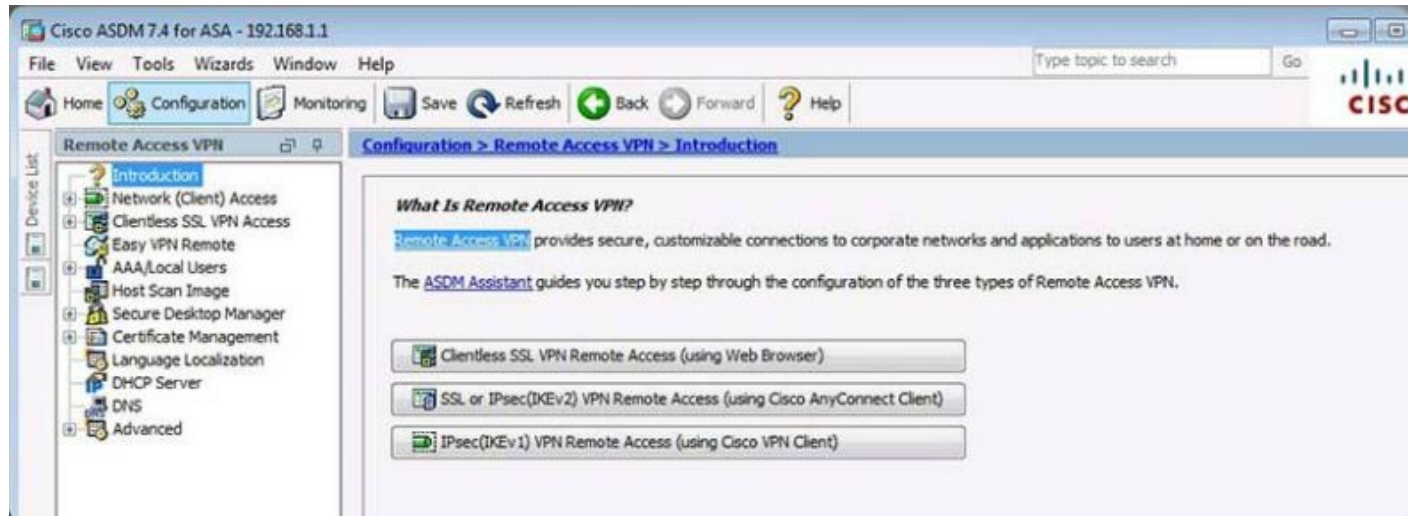 Cisco ASDM 7.4 for ASA - 192.168.1.1
File View Tools Wizards Window Help
Type topic to search Go
Home Configuration Monitoring Save Refresh Back Forward Help
CISC
Device List
Remote Access VPN
Configuration > Remote Access VPN > Introduction
Introduction
Network (Client) Access
Clientless SSL VPN Access
Easy VPN Remote
AAA/Local Users
Host Scan Image
Secure Desktop Manager
Certificate Management
Language Localization
DHCP Server
DNS
Advanced
What Is Remote Access VPN?
Remote Access VPN provides secure, customizable connections to corporate networks and applications to users at home or on the road.
The ASDM Assistant guides you step by step through the configuration of the three types of Remote Access VPN.
Clientless SSL VPN Remote Access (using Web Browser)
SSL or IPsec(IKEv2) VPN Remote Access (using Cisco AnyConnect Client)
IPsec(IKEv1) VPN Remote Access (using Cisco VPN Client)